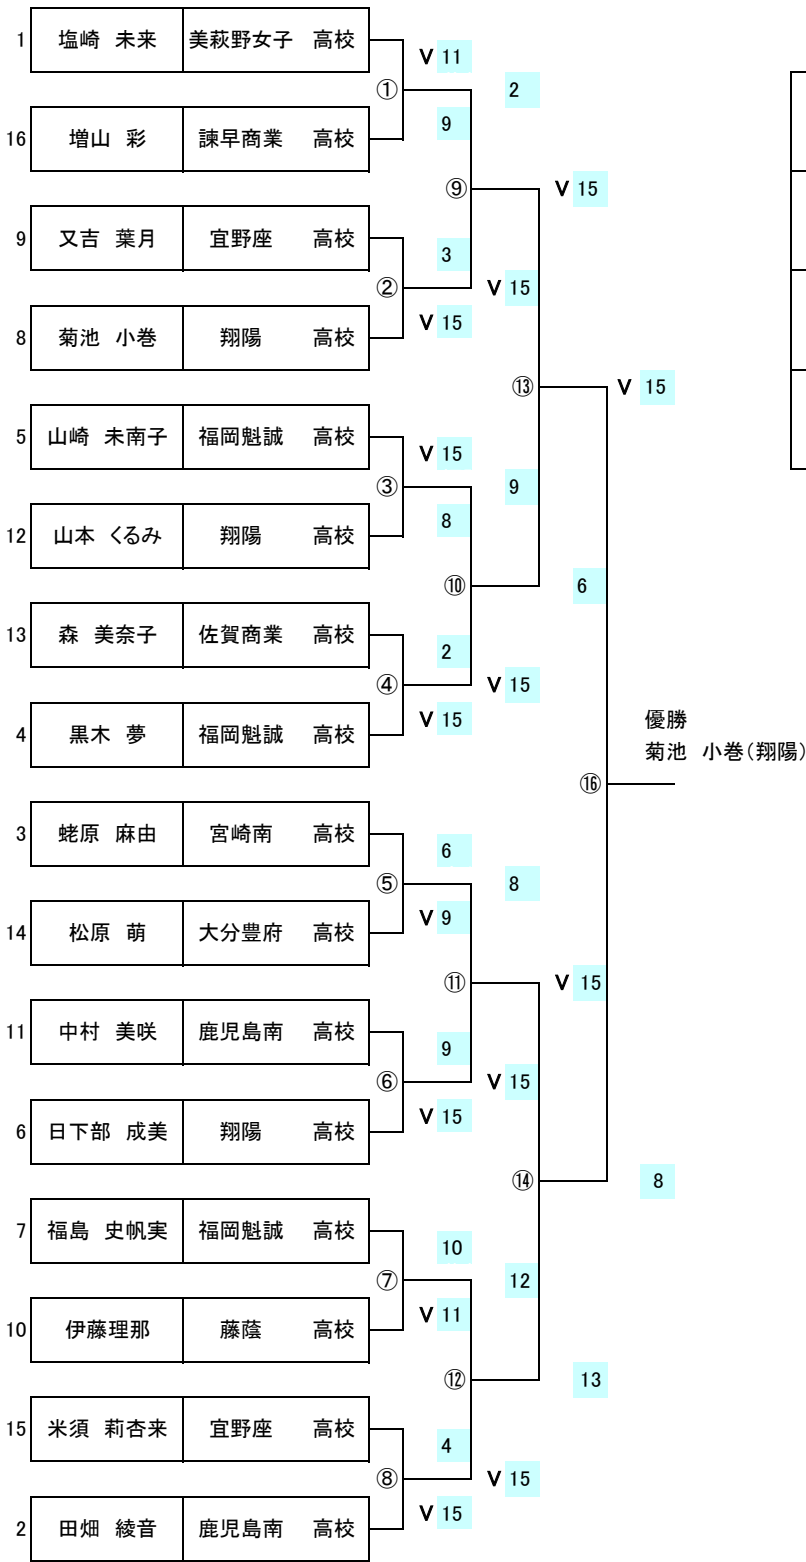 1 塩崎 未来 美萩野女子 高校
V 11
2
①
16 増山 彩 諫早商業 高校
9
⑨
V 15
9 又吉 葉月 宜野座 高校
3
②
V 15
8 菊池 小巻 翔陽 高校
V 15
⑬
V 15
5 山崎 未南子 福岡魁誠 高校
V 15
③
9
12 山本 くるみ 翔陽 高校
8
⑩
6
13 森 美奈子 佐賀商業 高校
2
④
V 15
4 黒木 夢 福岡魁誠 高校
V 15
優勝
菊池 小巻(翔陽)
⑯
3 蛯原 麻由 宮崎南 高校
6
⑤
8
14 松原 萌 大分豊府 高校
V 9
⑪
V 15
11 中村 美咲 鹿児島南 高校
9
⑥
V 15
6 日下部 成美 翔陽 高校
V 15
⑭
8
7 福島 史帆実 福岡魁誠 高校
10
⑦
12
10 伊藤理那 藤蔭 高校
V 11
⑫
13
15 米須 莉杏来 宜野座 高校
4
⑧
V 15
2 田畑 綾音 鹿児島南 高校
V 15